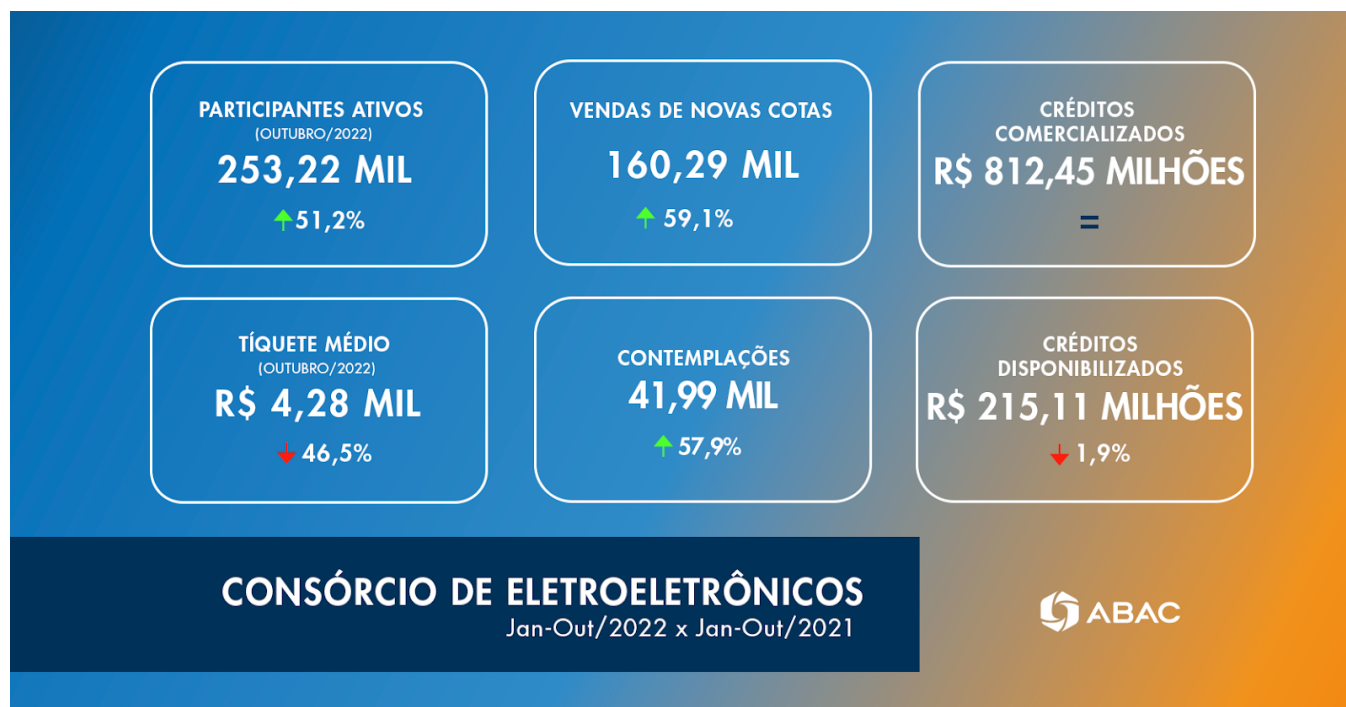 PARTICIPANTES ATIVOS
(OUTUBRO/2022)
253,22 MIL
51,2%
VENDAS DE NOVAS COTAS
160,29 MIL
59,1%
CRÉDITOS
COMERCIALIZADOS
R$ 812,45 MILHÕES
=
TÍQUETE MÉDIO
(OUTUBRO/2022)
R$ 4,28 MIL
46,5%
CONTEMPLAÇÕES
41,99 MIL
57,9%
CRÉDITOS
DISPONIBILIZADOS
R$ 215,11 MILHÕES
1,9%
CONSÓRCIO DE ELETROELETRÔNICOS
Jan-Out/2022 x Jan-Out/2021
ABAC